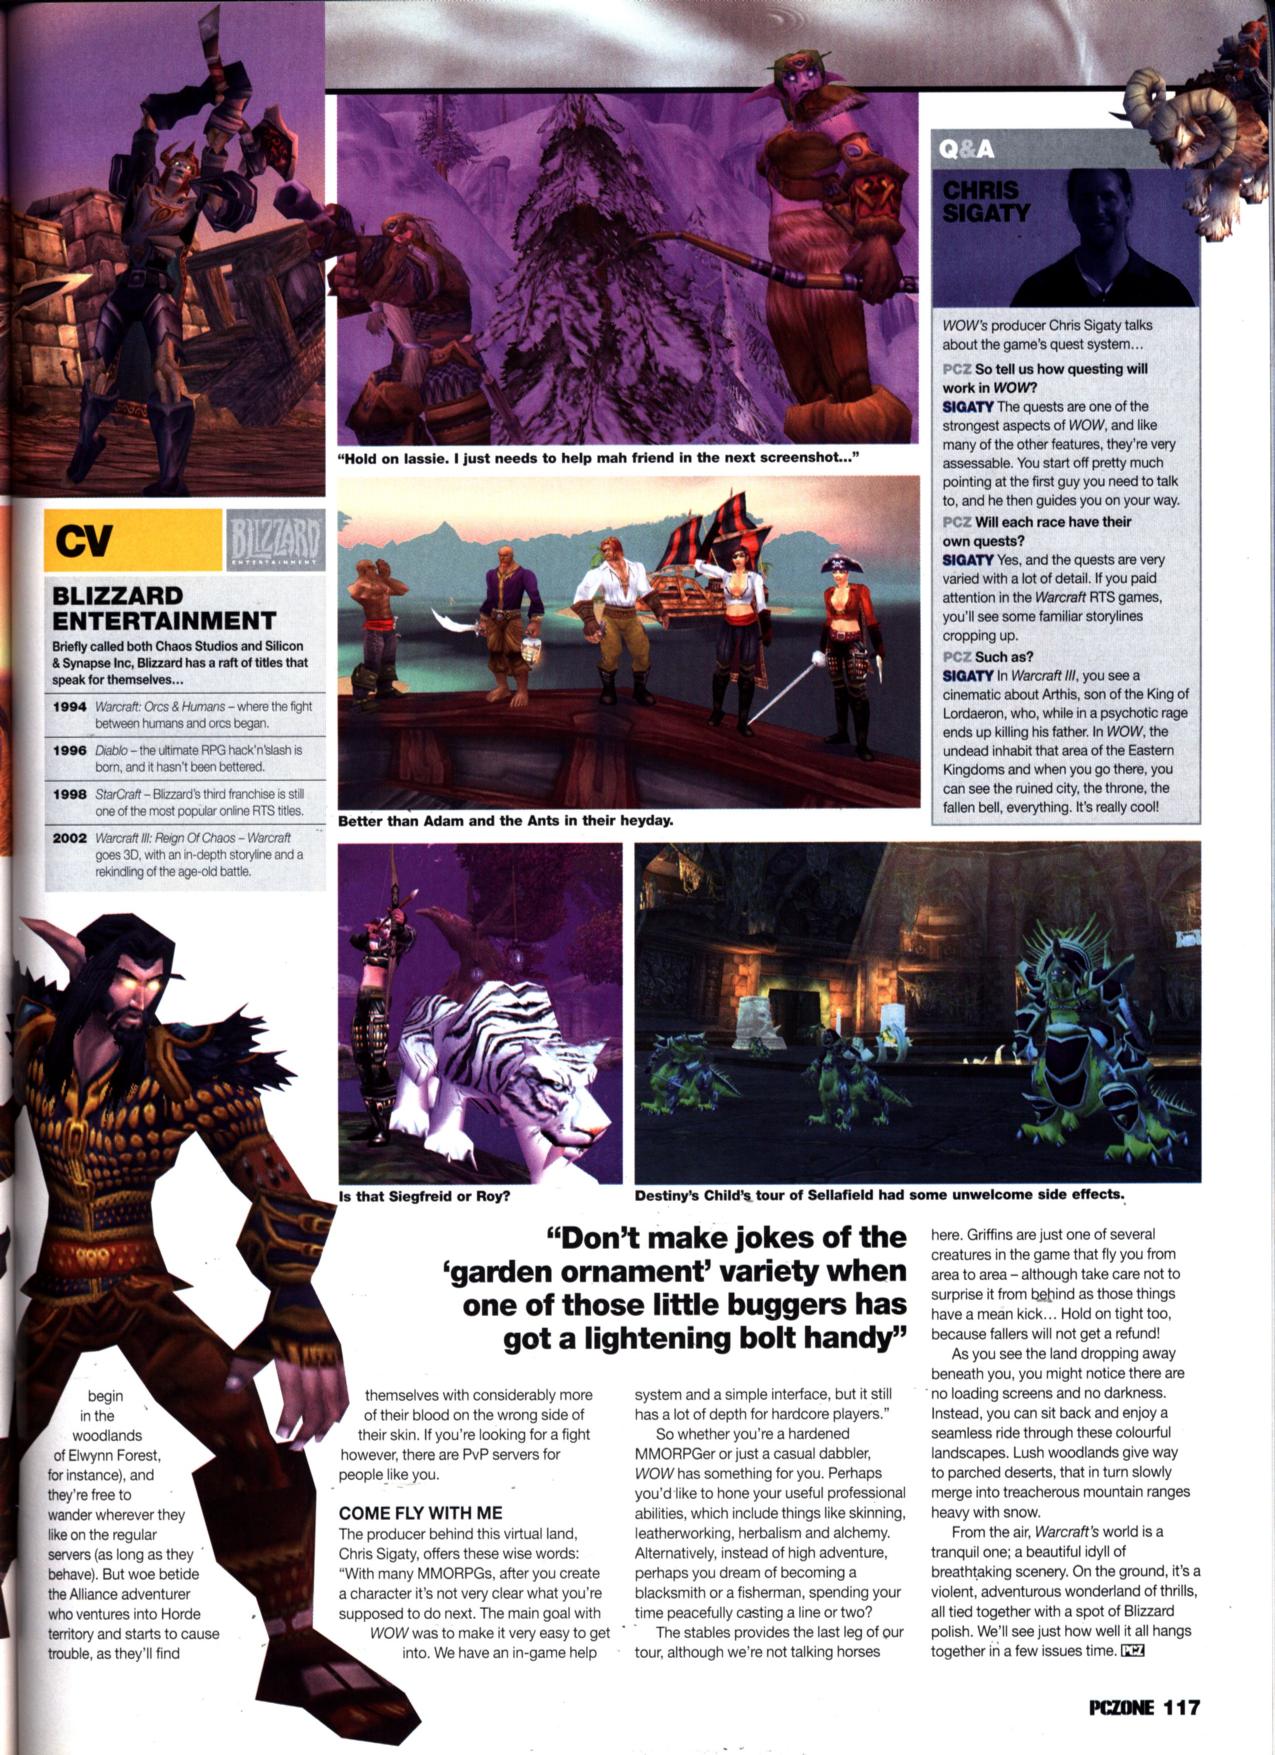 "Hold on lassie. I just needs to help mah friend in the next screenshot..."
CV
BLIZZARD
ENTERTAINMENT
BLIZZARD
ENTERTAINMENT
Briefly called both Chaos Studios and Silicon
& Synapse Inc, Blizzard has a raft of titles that
speak for themselves...
1994 Warcraft: Orcs & Humans – where the fight
between humans and orcs began.
1996 Diablo – the ultimate RPG hack'n'slash is
born, and it hasn't been bettered.
1998 StarCraft – Blizzard's third franchise is still
one of the most popular online RTS titles.
2002 Warcraft III: Reign Of Chaos – Warcraft
goes 3D, with an in-depth storyline and a
rekindling of the age-old battle.
Better than Adam and the Ants in their heyday.
Is that Siegfreid or Roy?
Destiny's Child's tour of Sellafield had some unwelcome side effects.
Q&A
CHRIS
SIGATY
WOW's producer Chris Sigaty talks
about the game's quest system...
PCZ So tell us how questing will
work in WOW?
SIGATY The quests are one of the
strongest aspects of WOW, and like
many of the other features, they're very
assessable. You start off pretty much
pointing at the first guy you need to talk
to, and he then guides you on your way.
PCZ Will each race have their
own quests?
SIGATY Yes, and the quests are very
varied with a lot of detail. If you paid
attention in the Warcraft RTS games,
you'll see some familiar storylines
cropping up.
PCZ Such as?
SIGATY In Warcraft III, you see a
cinematic about Arthis, son of the King of
Lordaeron, who, while in a psychotic rage
ends up killing his father. In WOW, the
undead inhabit that area of the Eastern
Kingdoms and when you go there, you
can see the ruined city, the throne, the
fallen bell, everything. It's really cool!
"Don't make jokes of the
'garden ornament' variety when
one of those little buggers has
got a lightening bolt handy"
begin
in the
woodlands
of Elwynn Forest,
for instance), and
they're free to
wander wherever they
like on the regular
servers (as long as they
behave). But woe betide
the Alliance adventurer
who ventures into Horde
territory and starts to cause
trouble, as they'll find
themselves with considerably more
of their blood on the wrong side of
their skin. If you're looking for a fight
however, there are PvP servers for
people like you.
COME FLY WITH ME
The producer behind this virtual land,
Chris Sigaty, offers these wise words:
"With many MMORPGs, after you create
a character it's not very clear what you're
supposed to do next. The main goal with
WOW was to make it very easy to get
into. We have an in-game help
system and a simple interface, but it still
has a lot of depth for hardcore players."
So whether you're a hardened
MMORPGer or just a casual dabbler,
WOW has something for you. Perhaps
you'd like to hone your useful professional
abilities, which include things like skinning,
leatherworking, herbalism and alchemy.
Alternatively, instead of high adventure,
perhaps you dream of becoming a
blacksmith or a fisherman, spending your
time peacefully casting a line or two?
The stables provides the last leg of our
tour, although we're not talking horses
here. Griffins are just one of several
creatures in the game that fly you from
area to area – although take care not to
surprise it from behind as those things
have a mean kick... Hold on tight too,
because fallers will not get a refund!
As you see the land dropping away
beneath you, you might notice there are
no loading screens and no darkness.
Instead, you can sit back and enjoy a
seamless ride through these colourful
landscapes. Lush woodlands give way
to parched deserts, that in turn slowly
merge into treacherous mountain ranges
heavy with snow.
From the air, Warcraft's world is a
tranquil one; a beautiful idyll of
breathtaking scenery. On the ground, it's a
violent, adventurous wonderland of thrills,
all tied together with a spot of Blizzard
polish. We'll see just how well it all hangs
together in a few issues time. PCZ
PCZONE 117